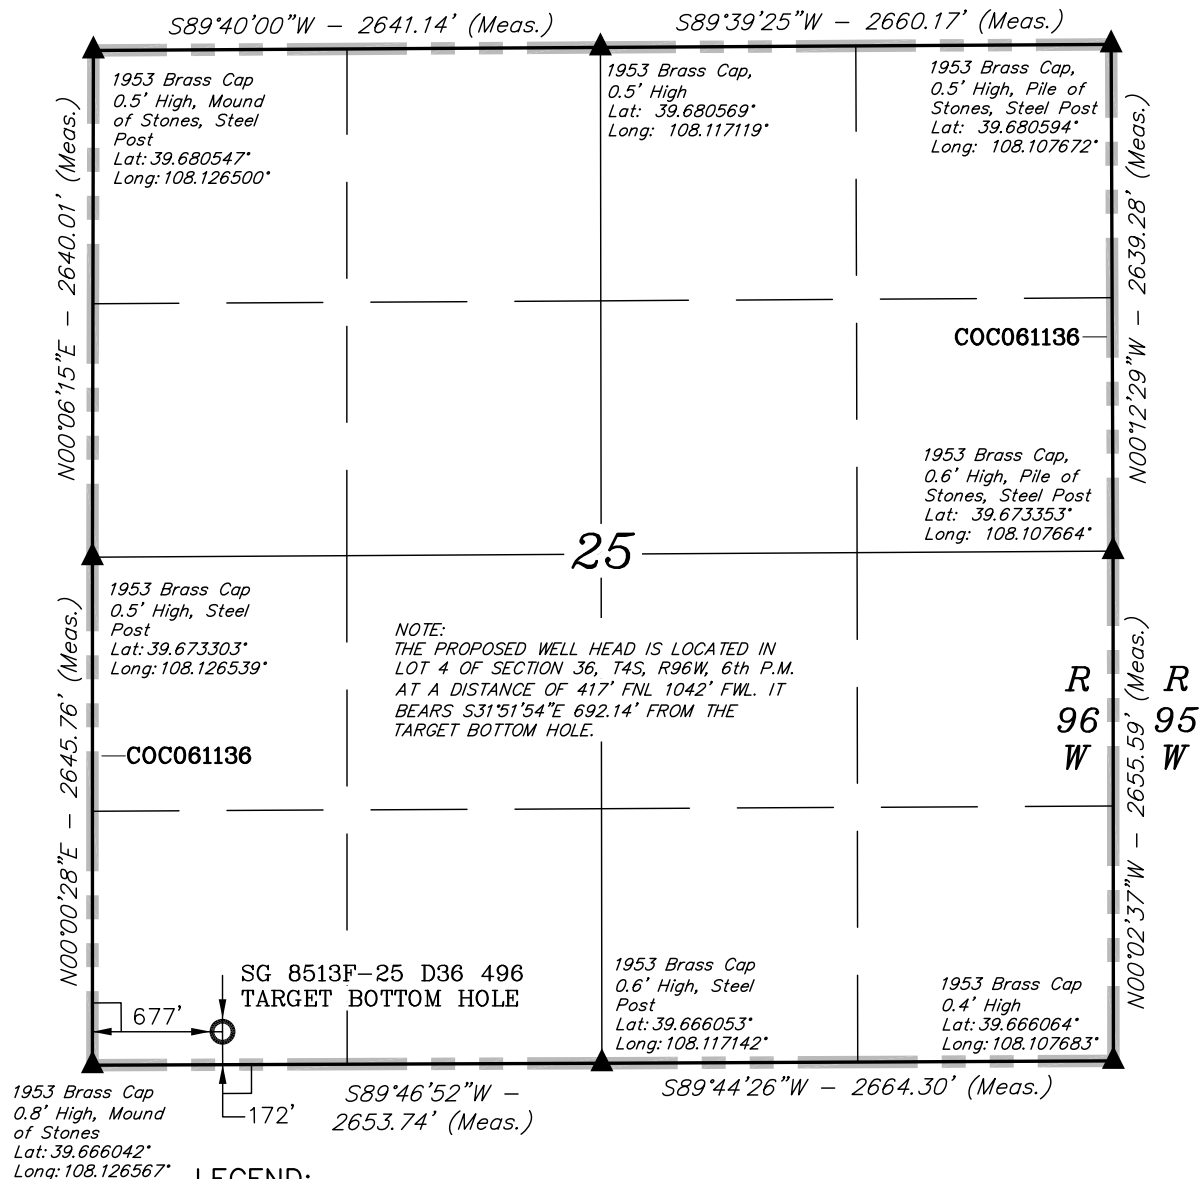 S89°40'00"W - 2641.14' (Meas.)
S89°39'25"W - 2660.17' (Meas.)
1953 Brass Cap
0.5' High, Mound
of Stones, Steel
Post
Lat: 39.680547°
Long: 108.126500°
1953 Brass Cap,
0.5' High
Lat: 39.680569°
Long: 108.117119°
1953 Brass Cap,
0.5' High, Pile of
Stones, Steel Post
Lat: 39.680594°
Long: 108.107672°
N00°06'15"E - 2640.01' (Meas.)
N00°12'29"W - 2639.28' (Meas.)
COC061136
1953 Brass Cap,
0.6' High, Pile of
Stones, Steel Post
Lat: 39.673353°
Long: 108.107664°
25
1953 Brass Cap
0.5' High, Steel
Post
Lat: 39.673303°
Long: 108.126539°
NOTE:
THE PROPOSED WELL HEAD IS LOCATED IN
LOT 4 OF SECTION 36, T4S, R96W, 6th P.M.
AT A DISTANCE OF 417' FNL 1042' FWL. IT
BEARS S31°51'54"E 692.14' FROM THE
TARGET BOTTOM HOLE.
R
96
W
R
95
W
COC061136
N00°00'28"E - 2645.76' (Meas.)
N00°02'37"W - 2655.59' (Meas.)
SG 8513F-25 D36 496
TARGET BOTTOM HOLE
677'
1953 Brass Cap
0.6' High, Steel
Post
Lat: 39.666053°
Long: 108.117142°
1953 Brass Cap
0.4' High
Lat: 39.666064°
Long: 108.107683°
172'
S89°46'52"W -
2653.74' (Meas.)
S89°44'26"W - 2664.30' (Meas.)
1953 Brass Cap
0.8' High, Mound
of Stones
Lat: 39.666042°
Long: 108.126567°
LEGEND: